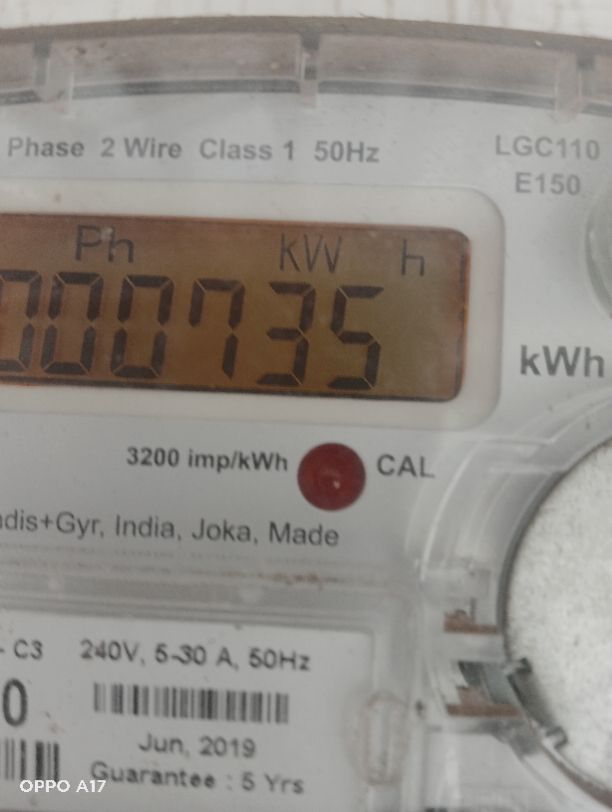 Phase 2 Wire Class 1 50Hz
LGC110
E150
Ph kW h
000735
kWh
3200 imp/kWh CAL
dis+Gyr, India, Joka, Made
- C3 240V, 5-30 A, 50Hz
0
Jun, 2019
Guarantee : 5 Yrs
OPPO A17